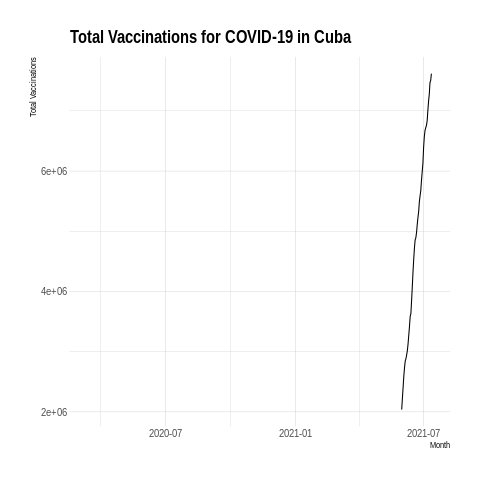 Total Vaccinations for COVID-19 in Cuba
Total Vaccinations
6e+06
4e+06
2e+06
2020-07
2021-01
2021-07
Month